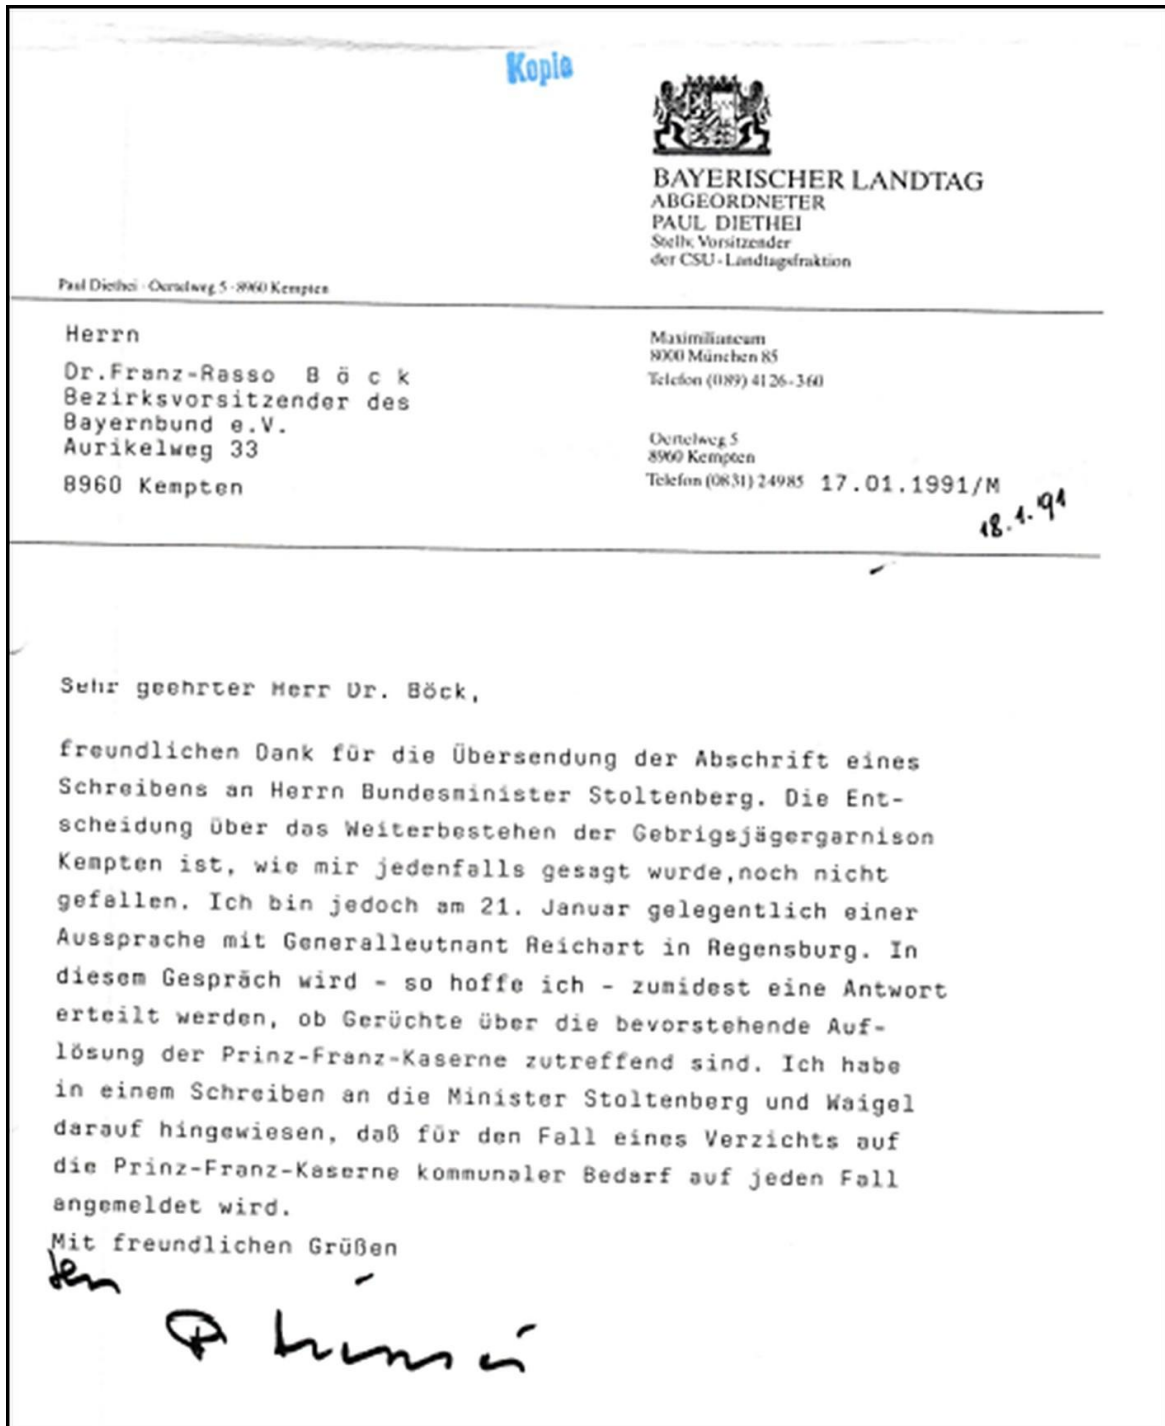 Kopie
BAYERISCHER LANDTAG
ABGEORDNETER
PAUL DIETHEI
Stellv. Vorsitzender
der CSU-Landtagsfraktion
Paul Diethei · Oertelweg 5 · 8960 Kempten
Herrn
Dr.Franz-Rasso B ö c k
Bezirksvorsitzender des
Bayernbund e.V.
Aurikelweg 33
8960 Kempten
Maximilianeum
8000 München 85
Telefon (089) 4126-360
Oertelweg 5
8960 Kempten
Telefon (0831) 24985 17.01.1991/M
18.1.91
Sehr geehrter Herr Dr. Böck,
freundlichen Dank für die Übersendung der Abschrift eines
Schreibens an Herrn Bundesminister Stoltenberg. Die Ent-
scheidung über das Weiterbestehen der Gebrigsjägergarnison
Kempten ist, wie mir jedenfalls gesagt wurde,noch nicht
gefallen. Ich bin jedoch am 21. Januar gelegentlich einer
Aussprache mit Generalleutnant Reichart in Regensburg. In
diesem Gespräch wird - so hoffe ich - zumidest eine Antwort
erteilt werden, ob Gerüchte über die bevorstehende Auf-
lösung der Prinz-Franz-Kaserne zutreffend sind. Ich habe
in einem Schreiben an die Minister Stoltenberg und Waigel
darauf hingewiesen, daß für den Fall eines Verzichts auf
die Prinz-Franz-Kaserne kommunaler Bedarf auf jeden Fall
angemeldet wird.
Mit freundlichen Grüßen